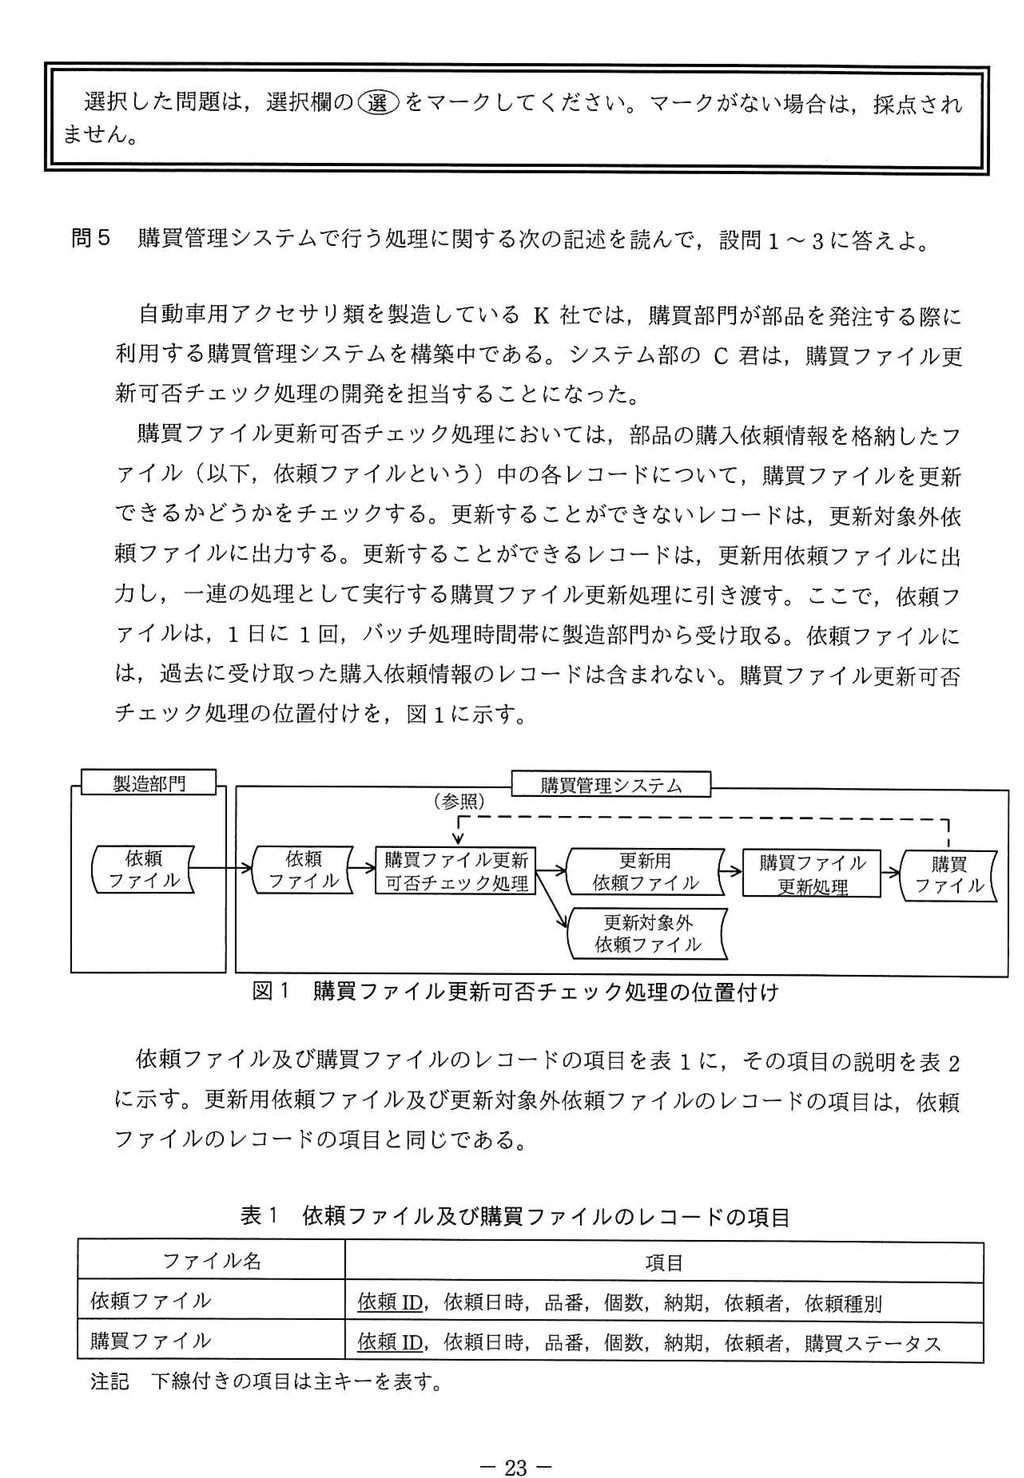 選択した問題は，選択欄の㊟をマークしてください。マークがない場合は，採点され
ません。
問5　購買管理システムで行う処理に関する次の記述を読んで，設問1～3に答えよ。
自動車用アクセサリ類を製造している K 社では，購買部門が部品を発注する際に
利用する購買管理システムを構築中である。システム部の C 君は，購買ファイル更
新可否チェック処理の開発を担当することになった。
購買ファイル更新可否チェック処理においては，部品の購入依頼情報を格納したフ
ァイル（以下，依頼ファイルという）中の各レコードについて，購買ファイルを更新
できるかどうかをチェックする。更新することができないレコードは，更新対象外依
頼ファイルに出力する。更新することができるレコードは，更新用依頼ファイルに出
力し，一連の処理として実行する購買ファイル更新処理に引き渡す。ここで，依頼フ
ァイルは，1日に 1 回，バッチ処理時間帯に製造部門から受け取る。依頼ファイルに
は，過去に受け取った購入依頼情報のレコードは含まれない。購買ファイル更新可否
チェック処理の位置付けを，図1に示す。
製造部門
購買管理システム
（参照）
依頼
ファイル
依頼
ファイル
購買ファイル更新
可否チェック処理
更新用
依頼ファイル
購買ファイル
更新処理
購買
ファイル
更新対象外
依頼ファイル
図1　購買ファイル更新可否チェック処理の位置付け
依頼ファイル及び購買ファイルのレコードの項目を表 1 に，その項目の説明を表 2
に示す。更新用依頼ファイル及び更新対象外依頼ファイルのレコードの項目は，依頼
ファイルのレコードの項目と同じである。
表1　依頼ファイル及び購買ファイルのレコードの項目
ファイル名　項目
依頼ファイル　依頼 ID，依頼日時，品番，個数，納期，依頼者，依頼種別
購買ファイル　依頼 ID，依頼日時，品番，個数，納期，依頼者，購買ステータス
注記　下線付きの項目は主キーを表す。
－ 23 －